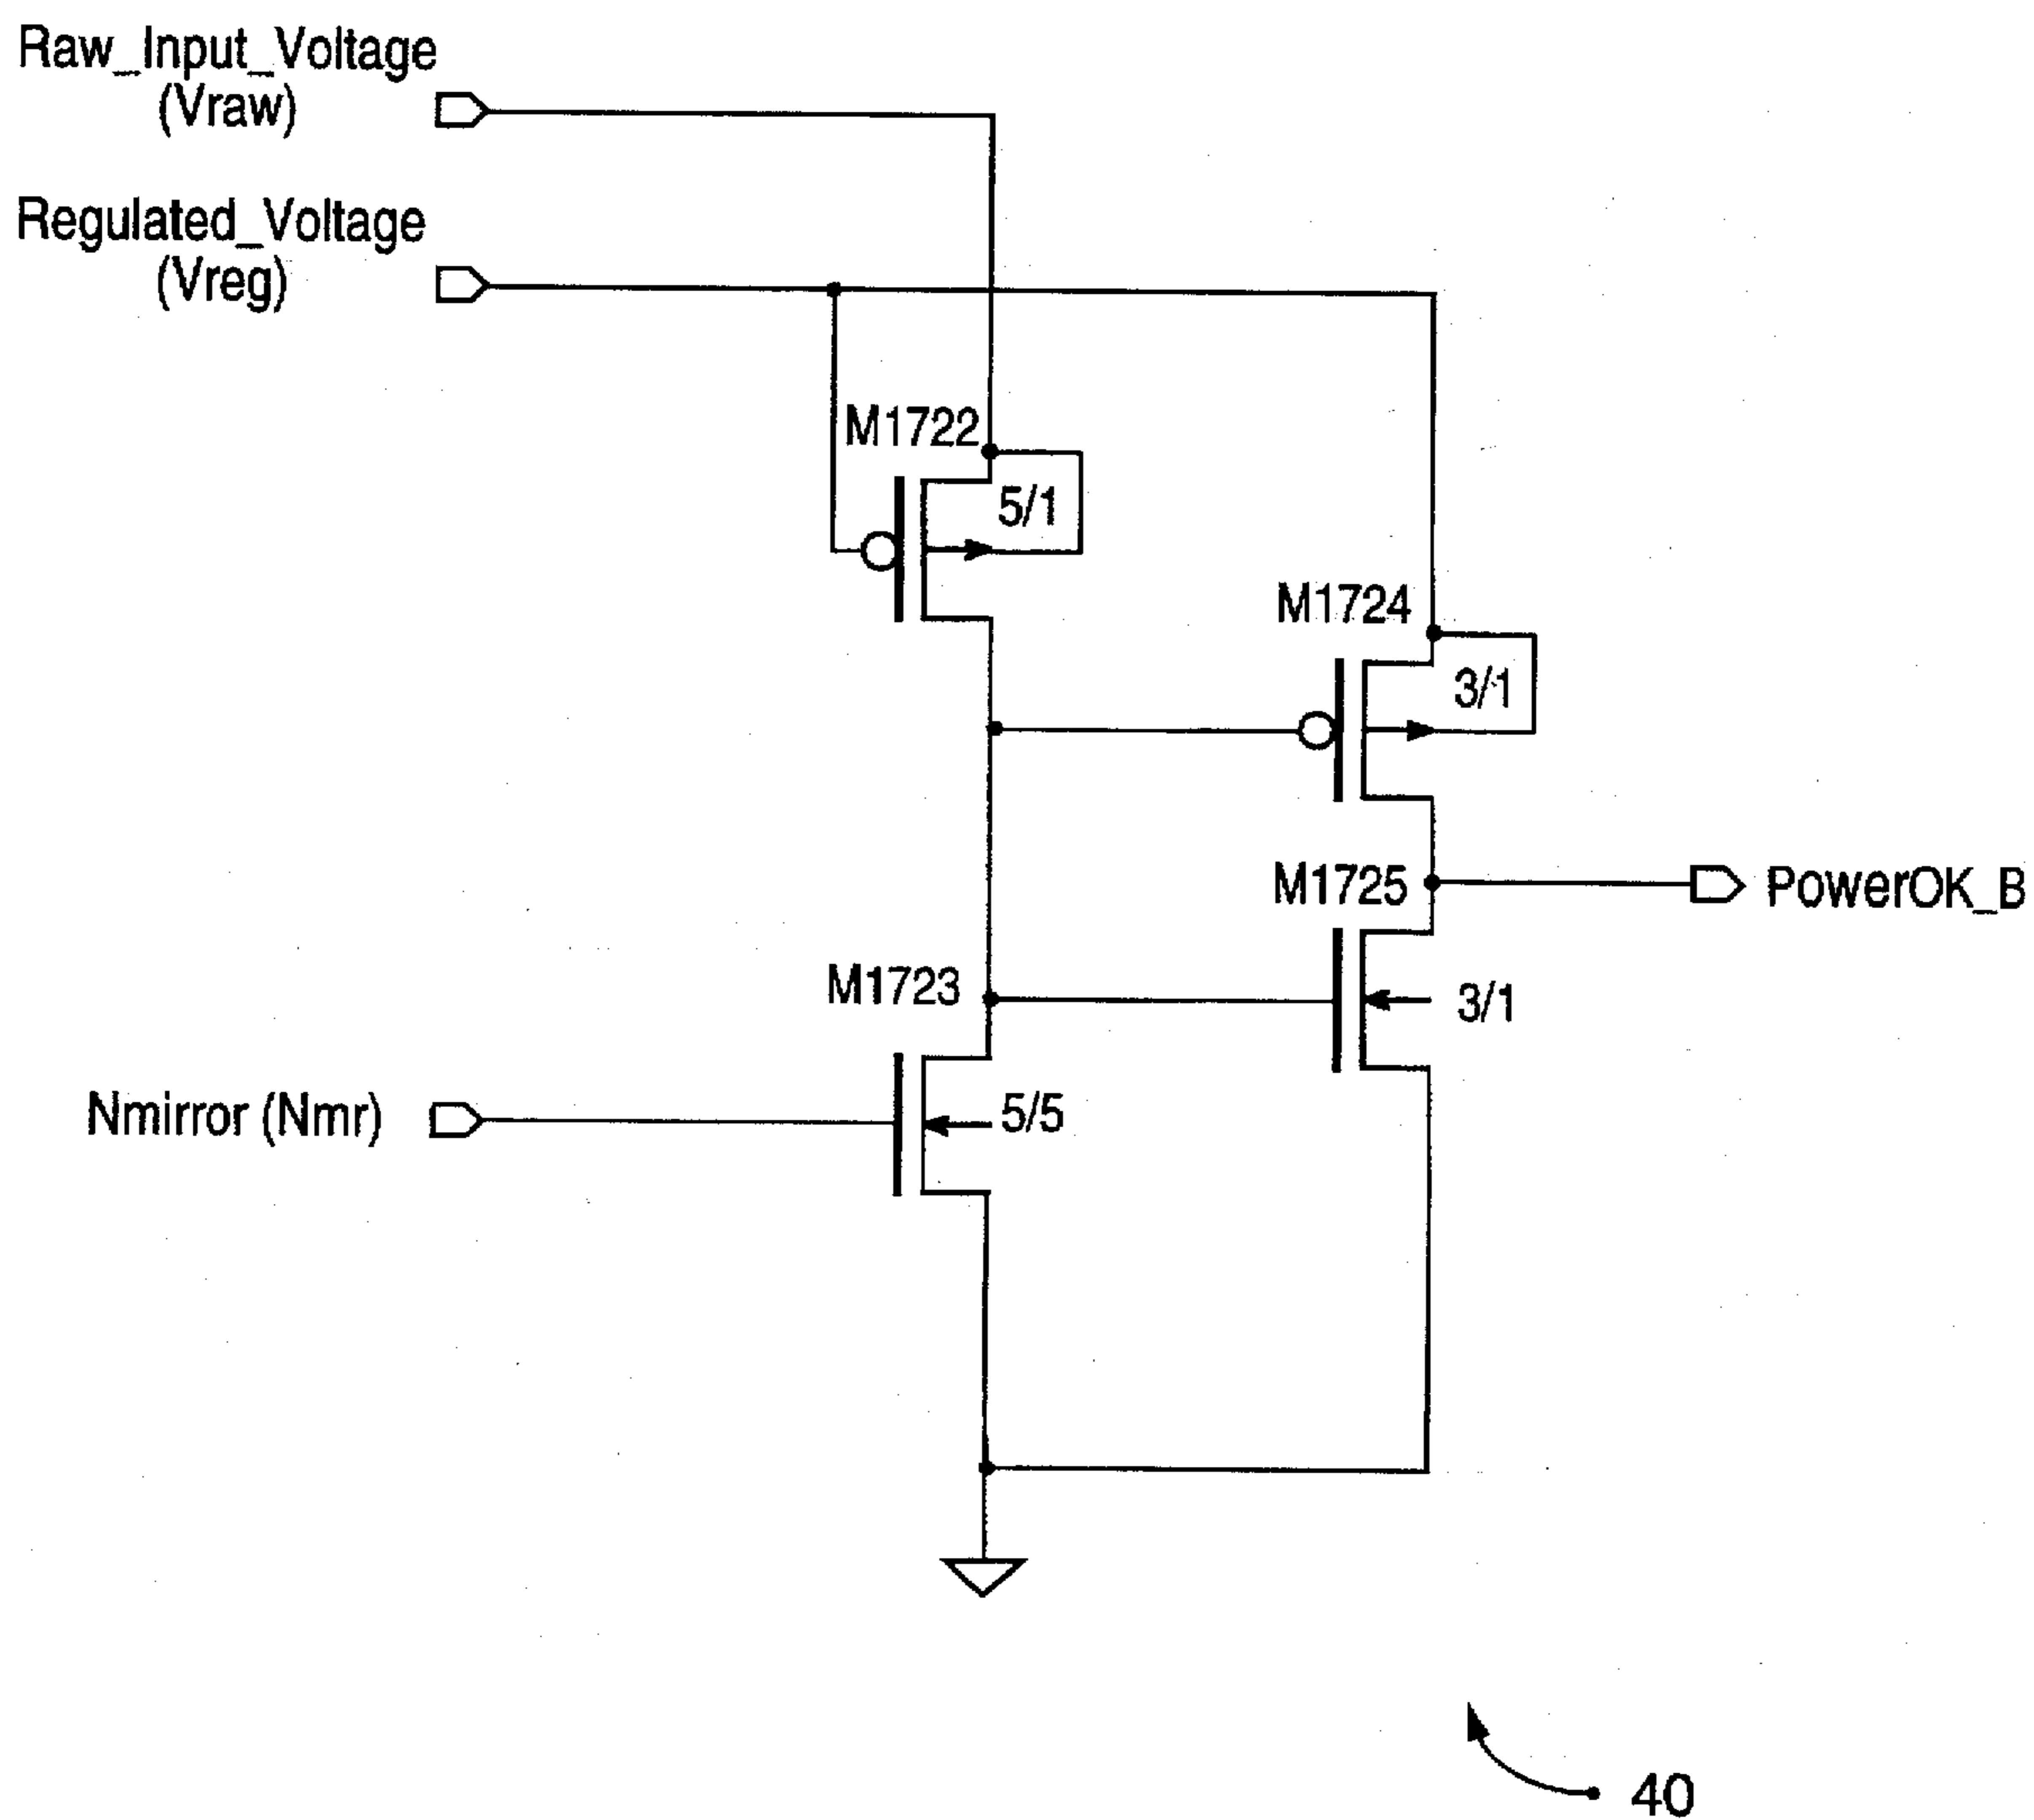 Raw_Input_Voltage
(Vraw)
Regulated_Voltage
(Vreg)
M1722
5/1
M1724
3/1
M1725
PowerOK_B
M1723
3/1
Nmirror (Nmr)
5/5
40